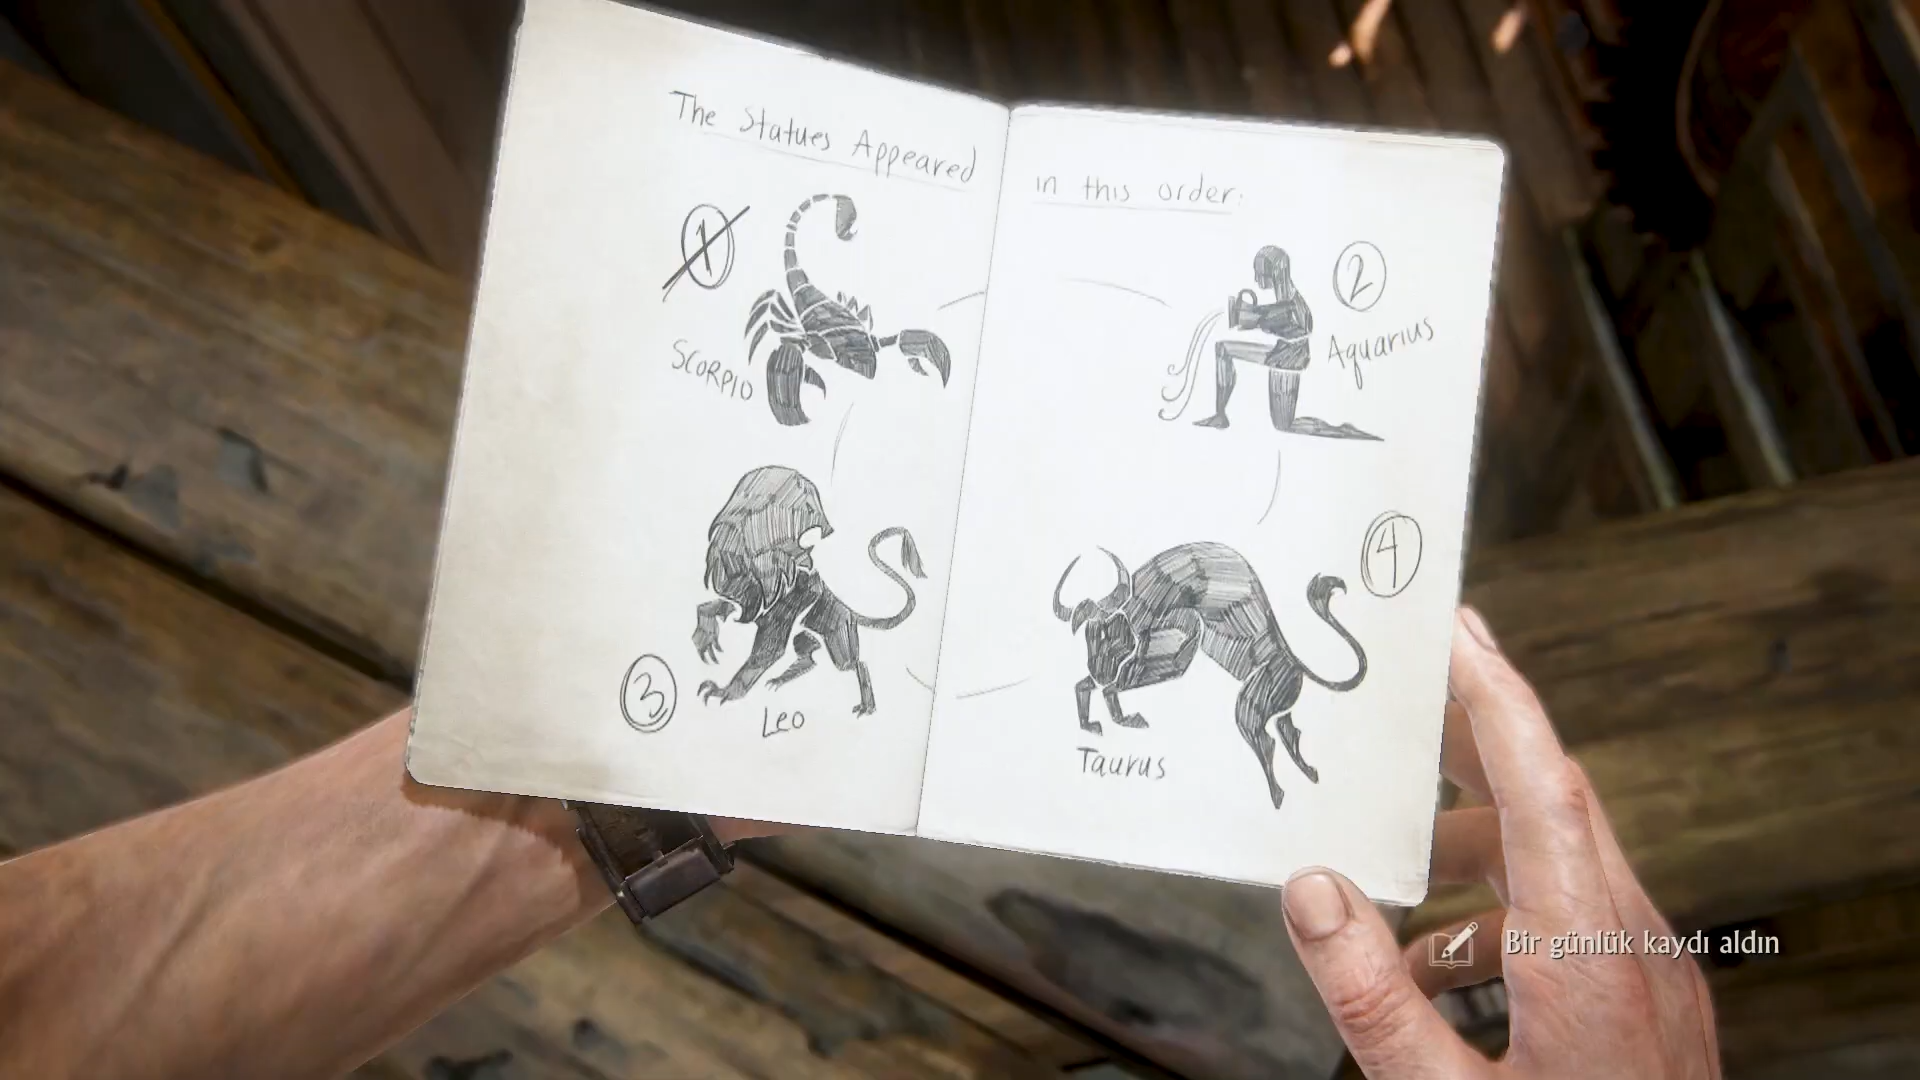 The Statues Appeared
in this order:
1
SCORPIO
2
Aquarius
3
Leo
4
Taurus
Bir günlük kaydı aldın